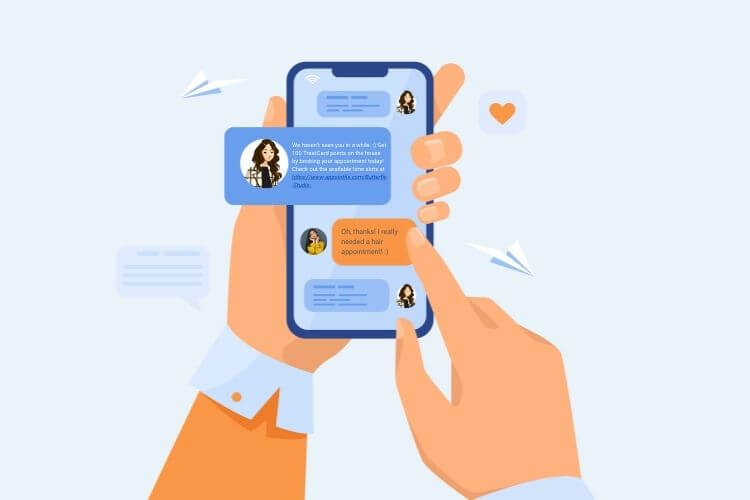 We haven't seen you in a while. :) Get
100 TreatCard points on the house
by booking your appointment today!
Check out the available time slots at
https://www.appointfix.com/Butterfly
Studio.
Oh, thanks! I really
needed a hair
appointment! :)